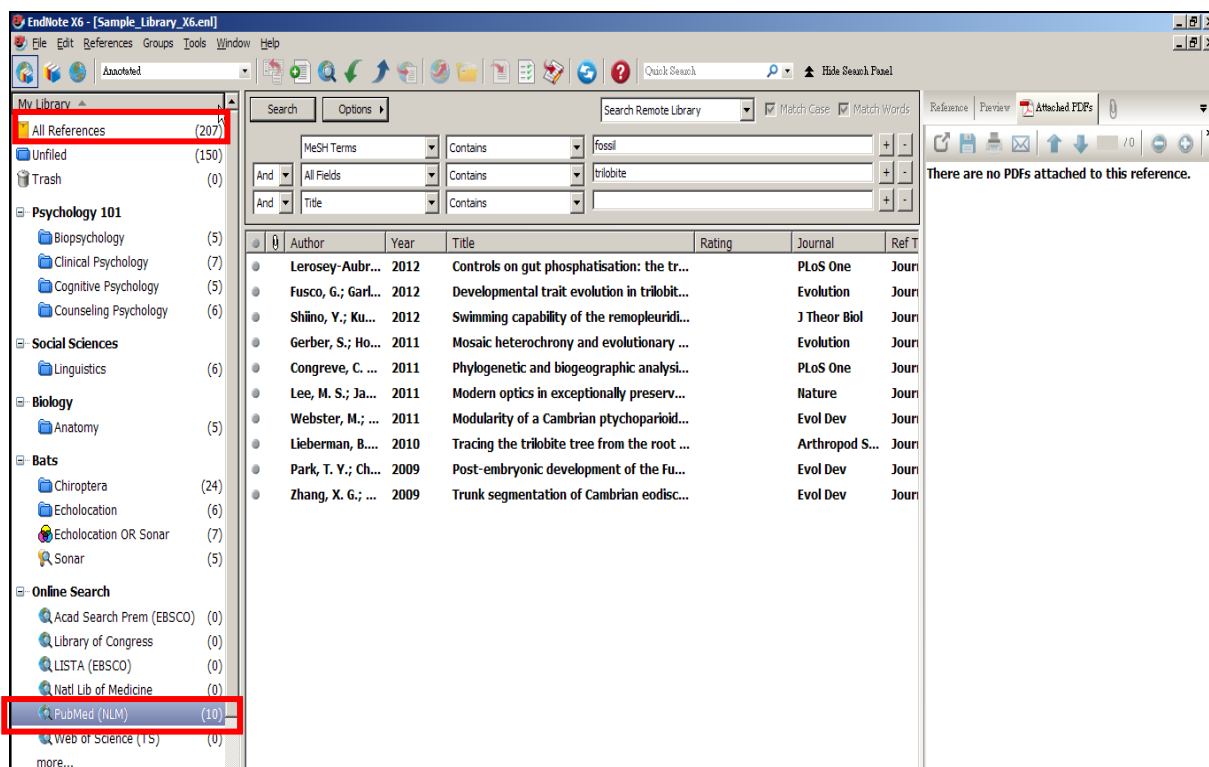 EndNote X6 - [Sample_Library_X6.enl]
File Edit References Groups Tools Window Help
Annotated Quick Search Hide Search Panel
My Library
All References (207)
Unfiled (150)
Trash (0)
Psychology 101
Biopsychology (5)
Clinical Psychology (7)
Cognitive Psychology (5)
Counseling Psychology (6)
Social Sciences
Linguistics (6)
Biology
Anatomy (5)
Bats
Chiroptera (24)
Echolocation (6)
Echolocation OR Sonar (7)
Sonar (5)
Online Search
Acad Search Prem (EBSCO) (0)
Library of Congress (0)
LISTA (EBSCO) (0)
Natl Lib of Medicine (0)
PubMed (NLM) (10)
Web of Science (TS) (0)
more...
Search Options Search Remote Library Match Case Match Words
MeSH Terms Contains fossil + -
And All Fields Contains trilobite + -
And Title Contains + -
Author Year Title Rating Journal Ref T
Lerosey-Aubr... 2012 Controls on gut phosphatisation: the tr... PLoS One Jour
Fusco, G.; Garl... 2012 Developmental trait evolution in trilobit... Evolution Jour
Shiino, Y.; Ku... 2012 Swimming capability of the remopleuridi... J Theor Biol Jour
Gerber, S.; Ho... 2011 Mosaic heterochrony and evolutionary ... Evolution Jour
Congreve, C. ... 2011 Phylogenetic and biogeographic analysi... PLoS One Jour
Lee, M. S.; Ja... 2011 Modern optics in exceptionally preserv... Nature Jour
Webster, M.; ... 2011 Modularity of a Cambrian ptychoparioid... Evol Dev Jour
Lieberman, B.... 2010 Tracing the trilobite tree from the root ... Arthropod S... Jour
Park, T. Y.; Ch... 2009 Post-embryonic development of the Fu... Evol Dev Jour
Zhang, X. G.; ... 2009 Trunk segmentation of Cambrian eodisc... Evol Dev Jour
Reference Preview Attached PDFs
/0
There are no PDFs attached to this reference.